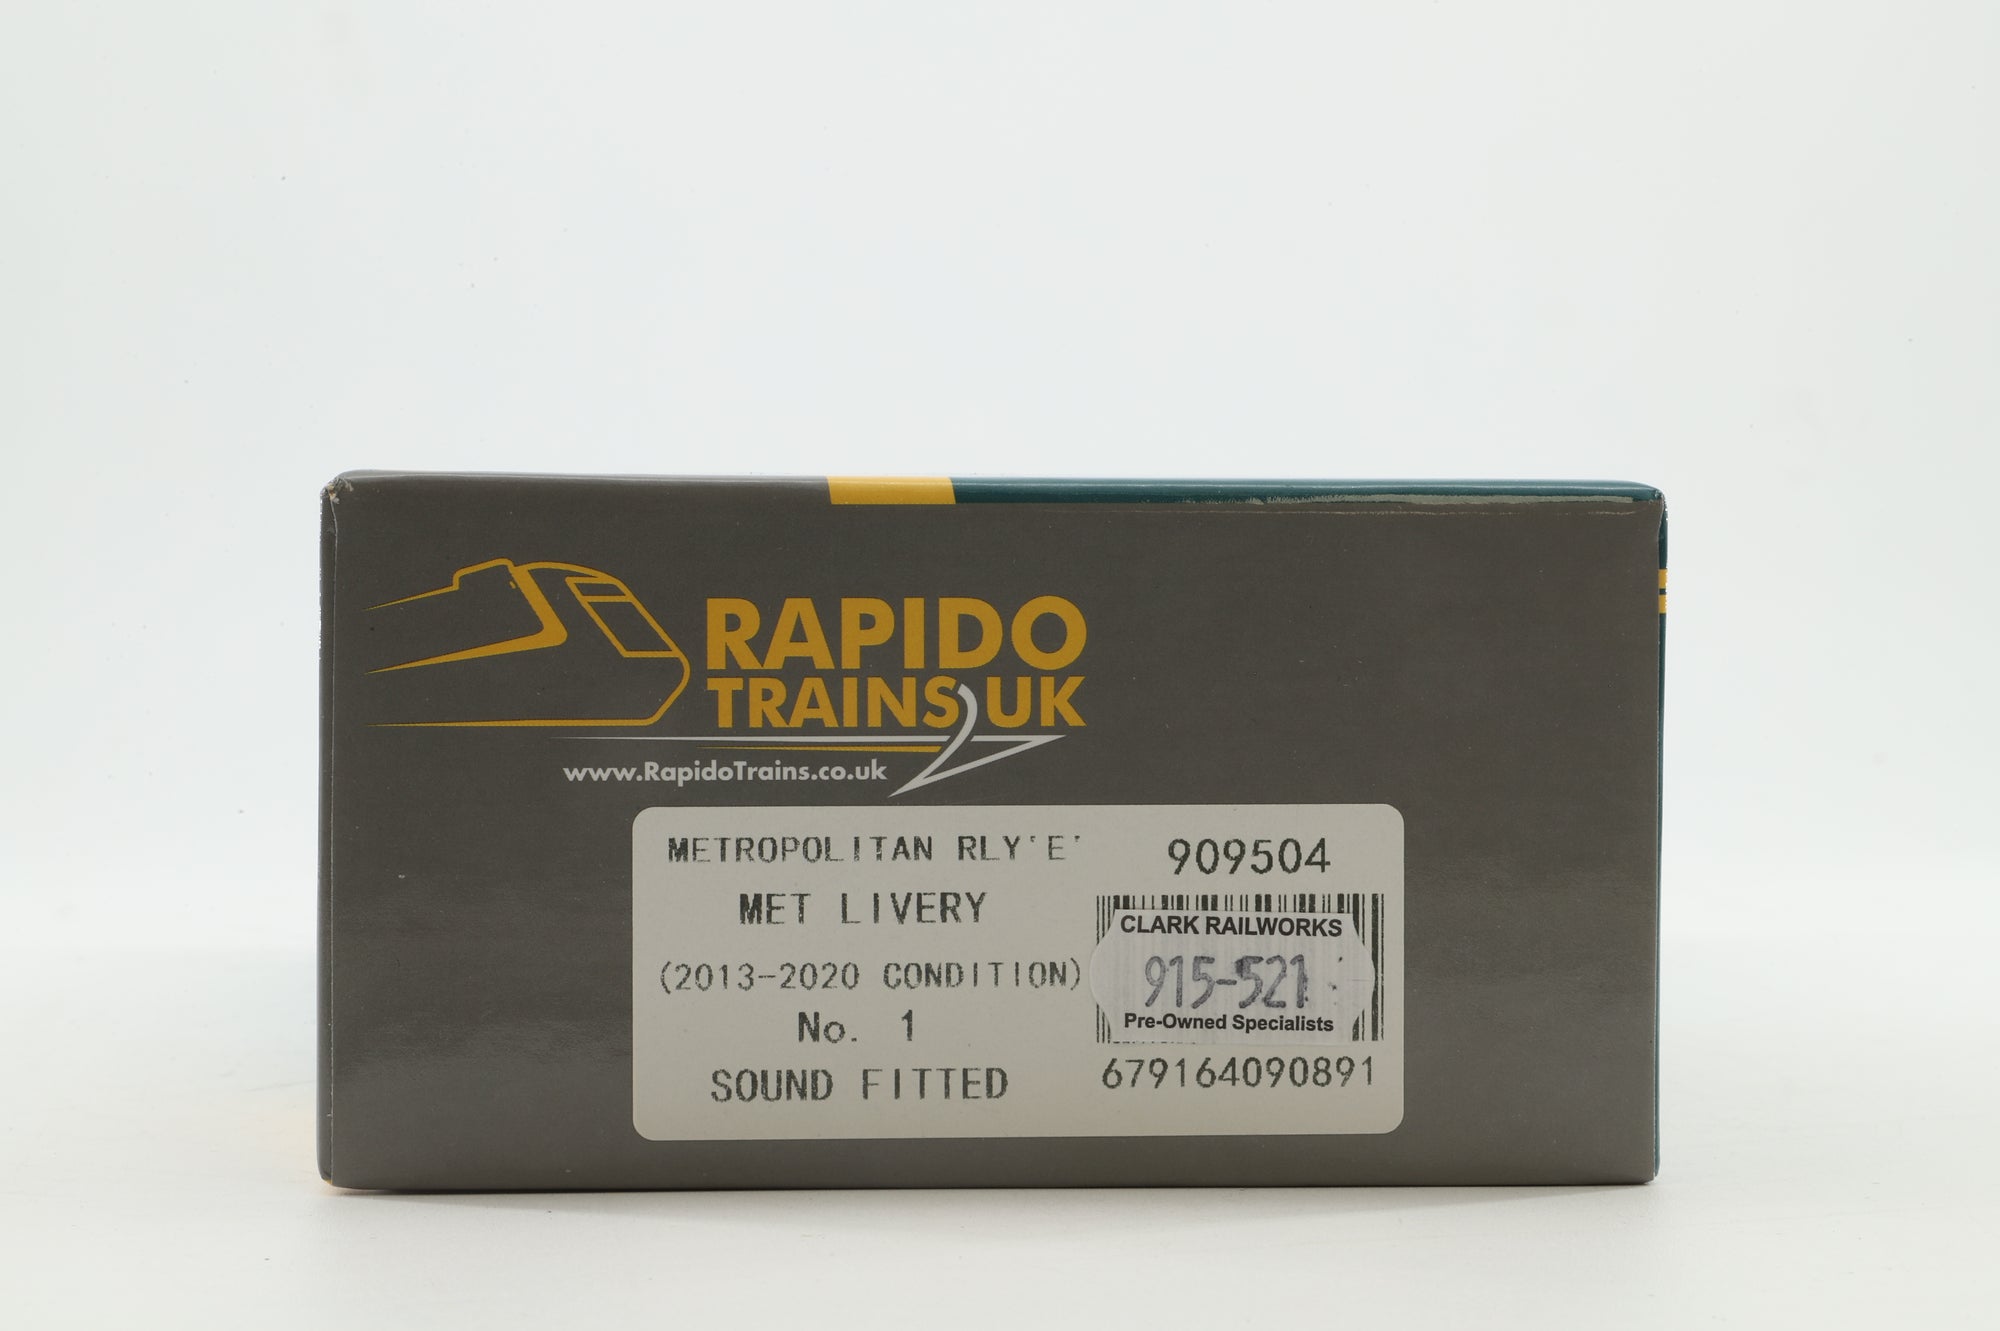 RAPIDO
TRAINS UK
www.RapidoTrains.co.uk
METROPOLITAN RLY'E'
MET LIVERY
(2013-2020 CONDITION)
No. 1
SOUND FITTED
909504
CLARK RAILWORKS
915-521
Pre-Owned Specialists
679164090891